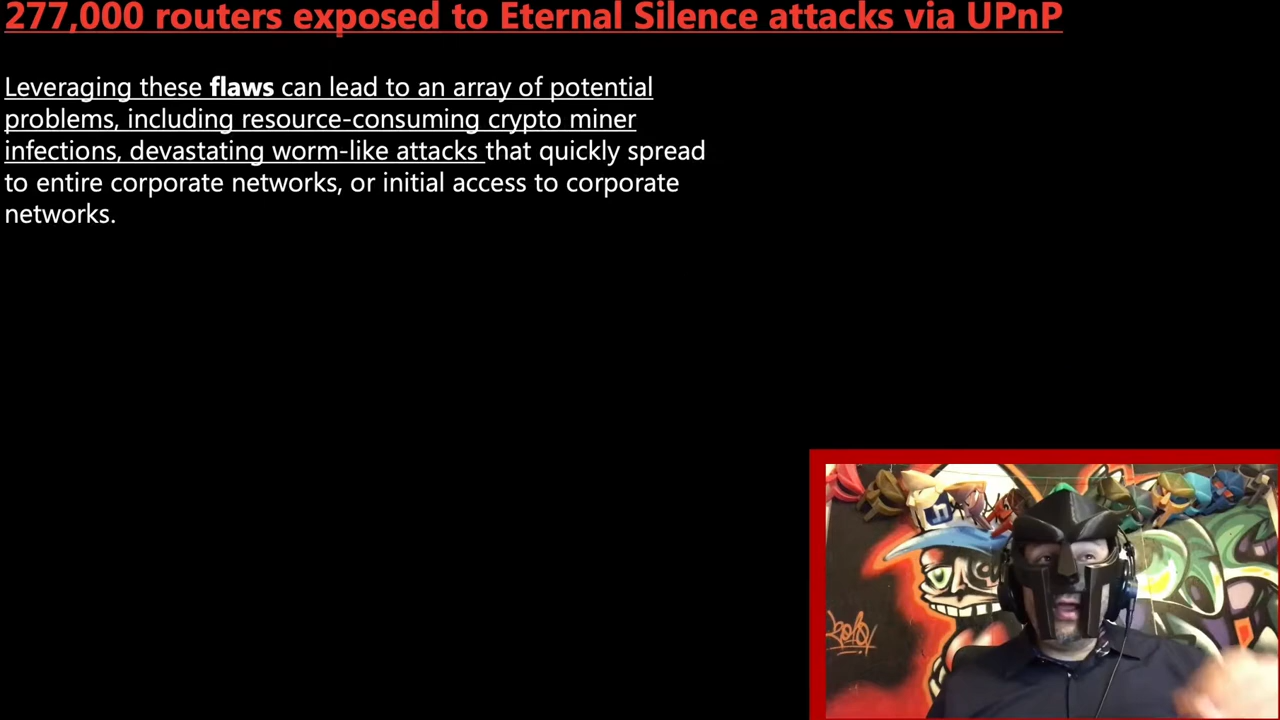 277,000 routers exposed to Eternal Silence attacks via UPnP
Leveraging these flaws can lead to an array of potential
problems, including resource-consuming crypto miner
infections, devastating worm-like attacks that quickly spread
to entire corporate networks, or initial access to corporate
networks.